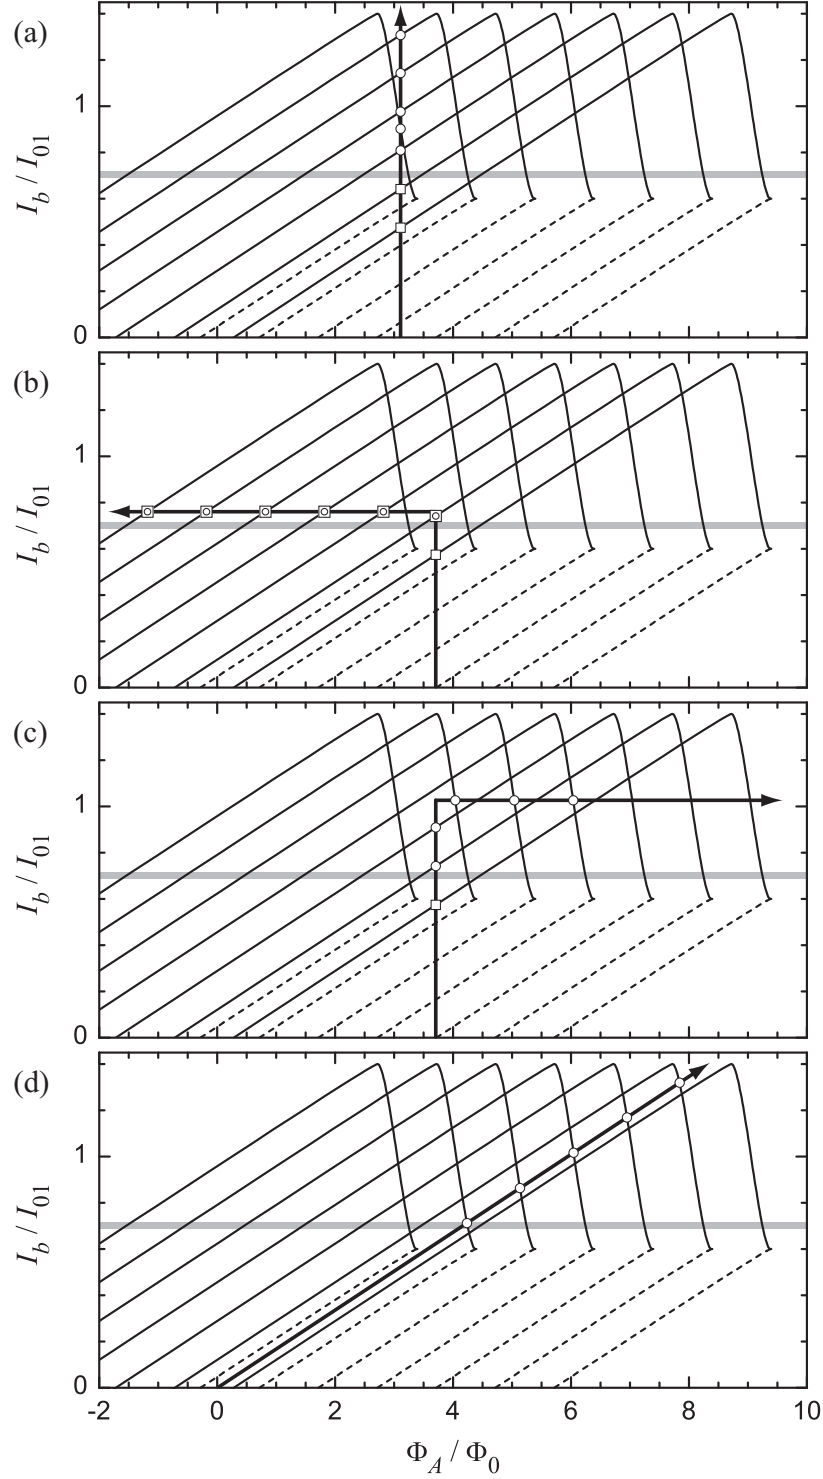 (a)
1
0
I_b / I_01
(b)
1
0
I_b / I_01
(c)
1
0
I_b / I_01
(d)
1
0
I_b / I_01
-2 0 2 4 6 8 10
Φ_A / Φ_0